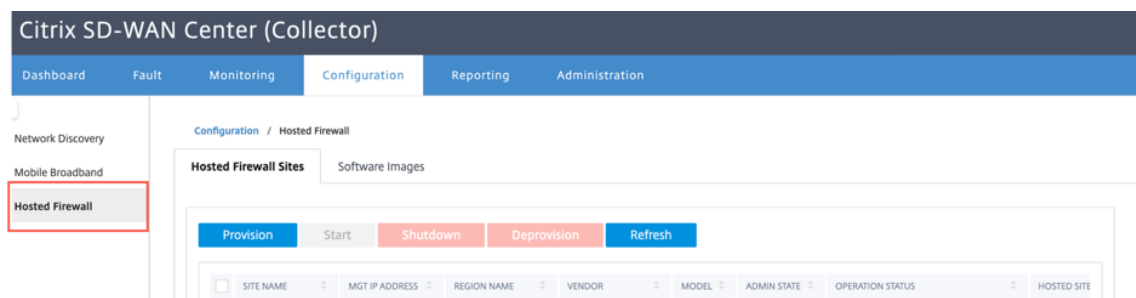 Citrix SD-WAN Center (Collector)
Dashboard Fault Monitoring Configuration Reporting Administration
Network Discovery
Mobile Broadband
Hosted Firewall
Configuration / Hosted Firewall
Hosted Firewall Sites Software Images
Provision Start Shutdown Deprovision Refresh
SITE NAME MGT IP ADDRESS REGION NAME VENDOR MODEL ADMIN STATE OPERATION STATUS HOSTED SITE